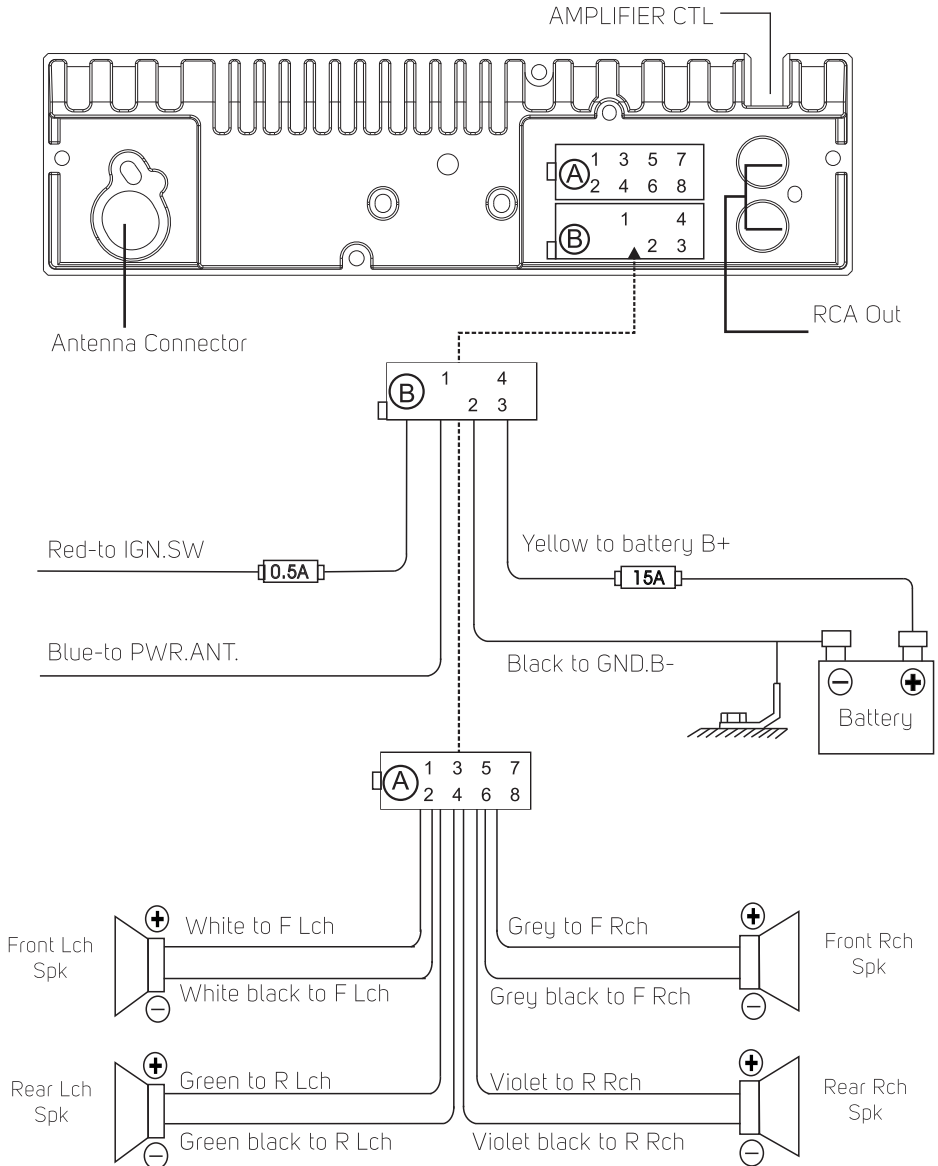 AMPLIFIER CTL
A 1 3 5 7
2 4 6 8
B 1 4
2 3
RCA Out
Antenna Connector
B 1 4
2 3
Red-to IGN.SW
0.5A
Yellow to battery B+
15A
Blue-to PWR.ANT.
Black to GND.B-
Battery
A 1 3 5 7
2 4 6 8
Front Lch
Spk
White to F Lch
White black to F Lch
Grey to F Rch
Grey black to F Rch
Front Rch
Spk
Rear Lch
Spk
Green to R Lch
Green black to R Lch
Violet to R Rch
Violet black to R Rch
Rear Rch
Spk